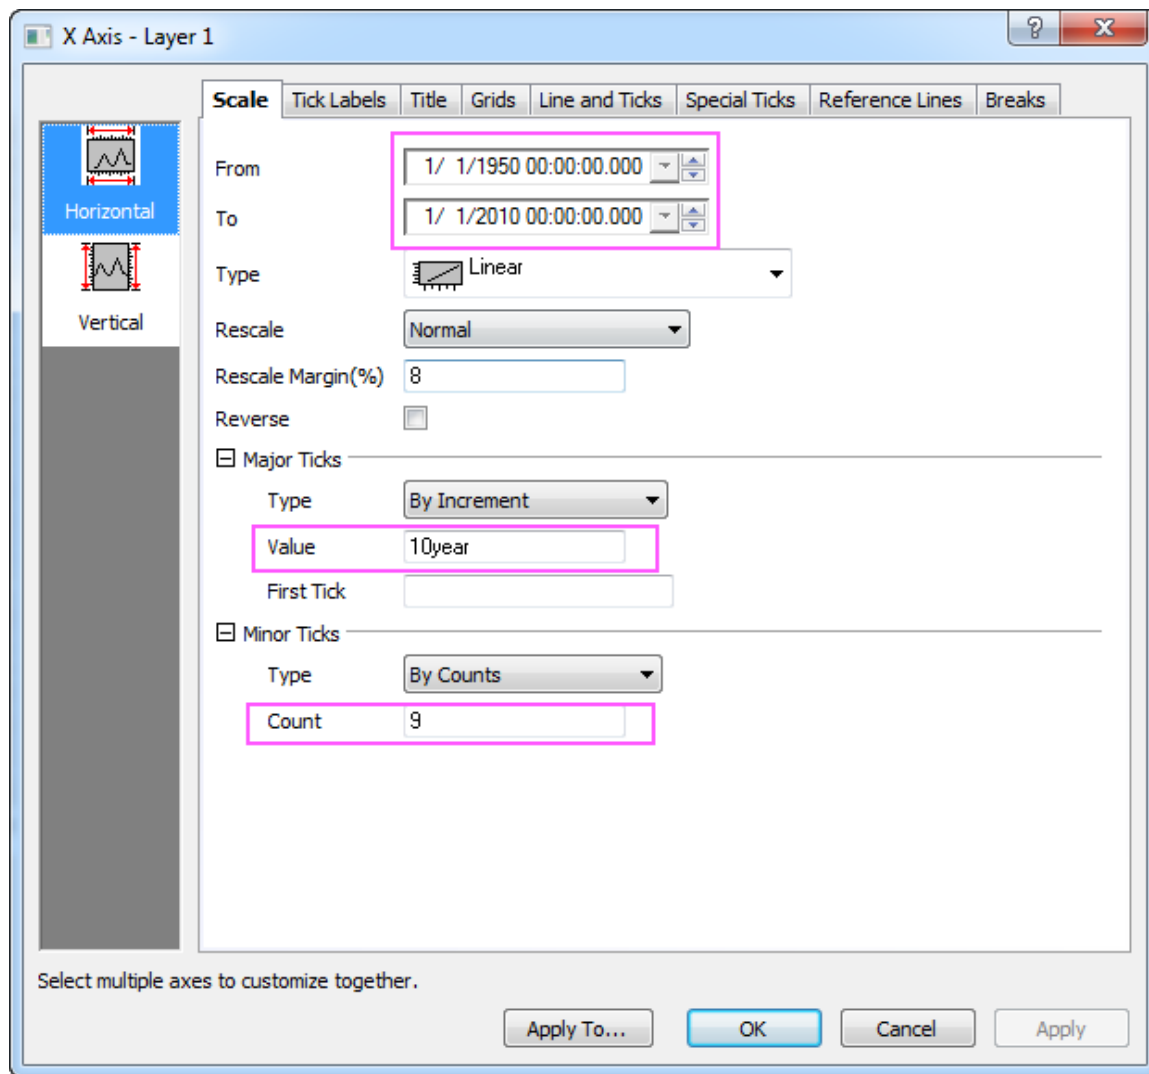 X Axis - Layer 1
Scale Tick Labels Title Grids Line and Ticks Special Ticks Reference Lines Breaks
Horizontal
Vertical
From 1/ 1/1950 00:00:00.000
To 1/ 1/2010 00:00:00.000
Type Linear
Rescale Normal
Rescale Margin(%) 8
Reverse
Major Ticks
Type By Increment
Value 10year
First Tick
Minor Ticks
Type By Counts
Count 9
Select multiple axes to customize together.
Apply To... OK Cancel Apply